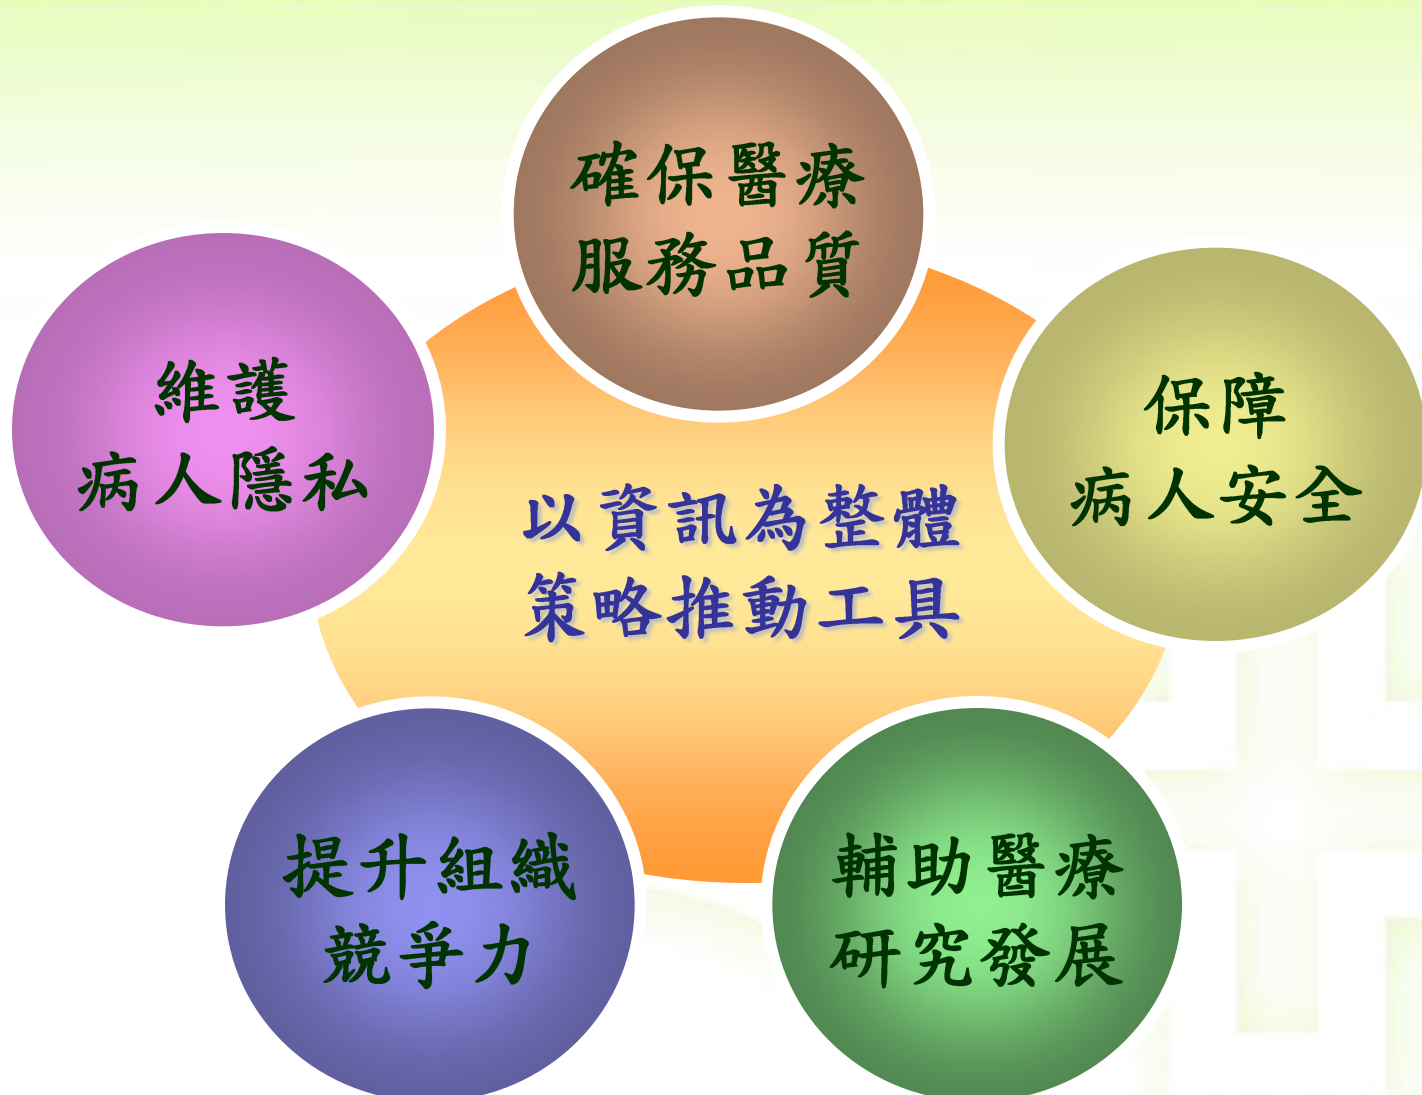 確保醫療
服務品質
維護
病人隱私
保障
病人安全
以資訊為整體
策略推動工具
提升組織
競爭力
輔助醫療
研究發展